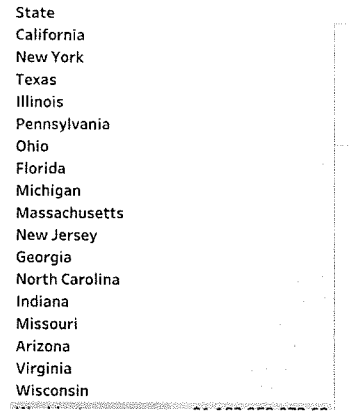 State
California
New York
Texas
Illinois
Pennsylvania
Ohio
Florida
Michigan
Massachusetts
New Jersey
Georgia
North Carolina
Indiana
Missouri
Arizona
Virginia
Wisconsin